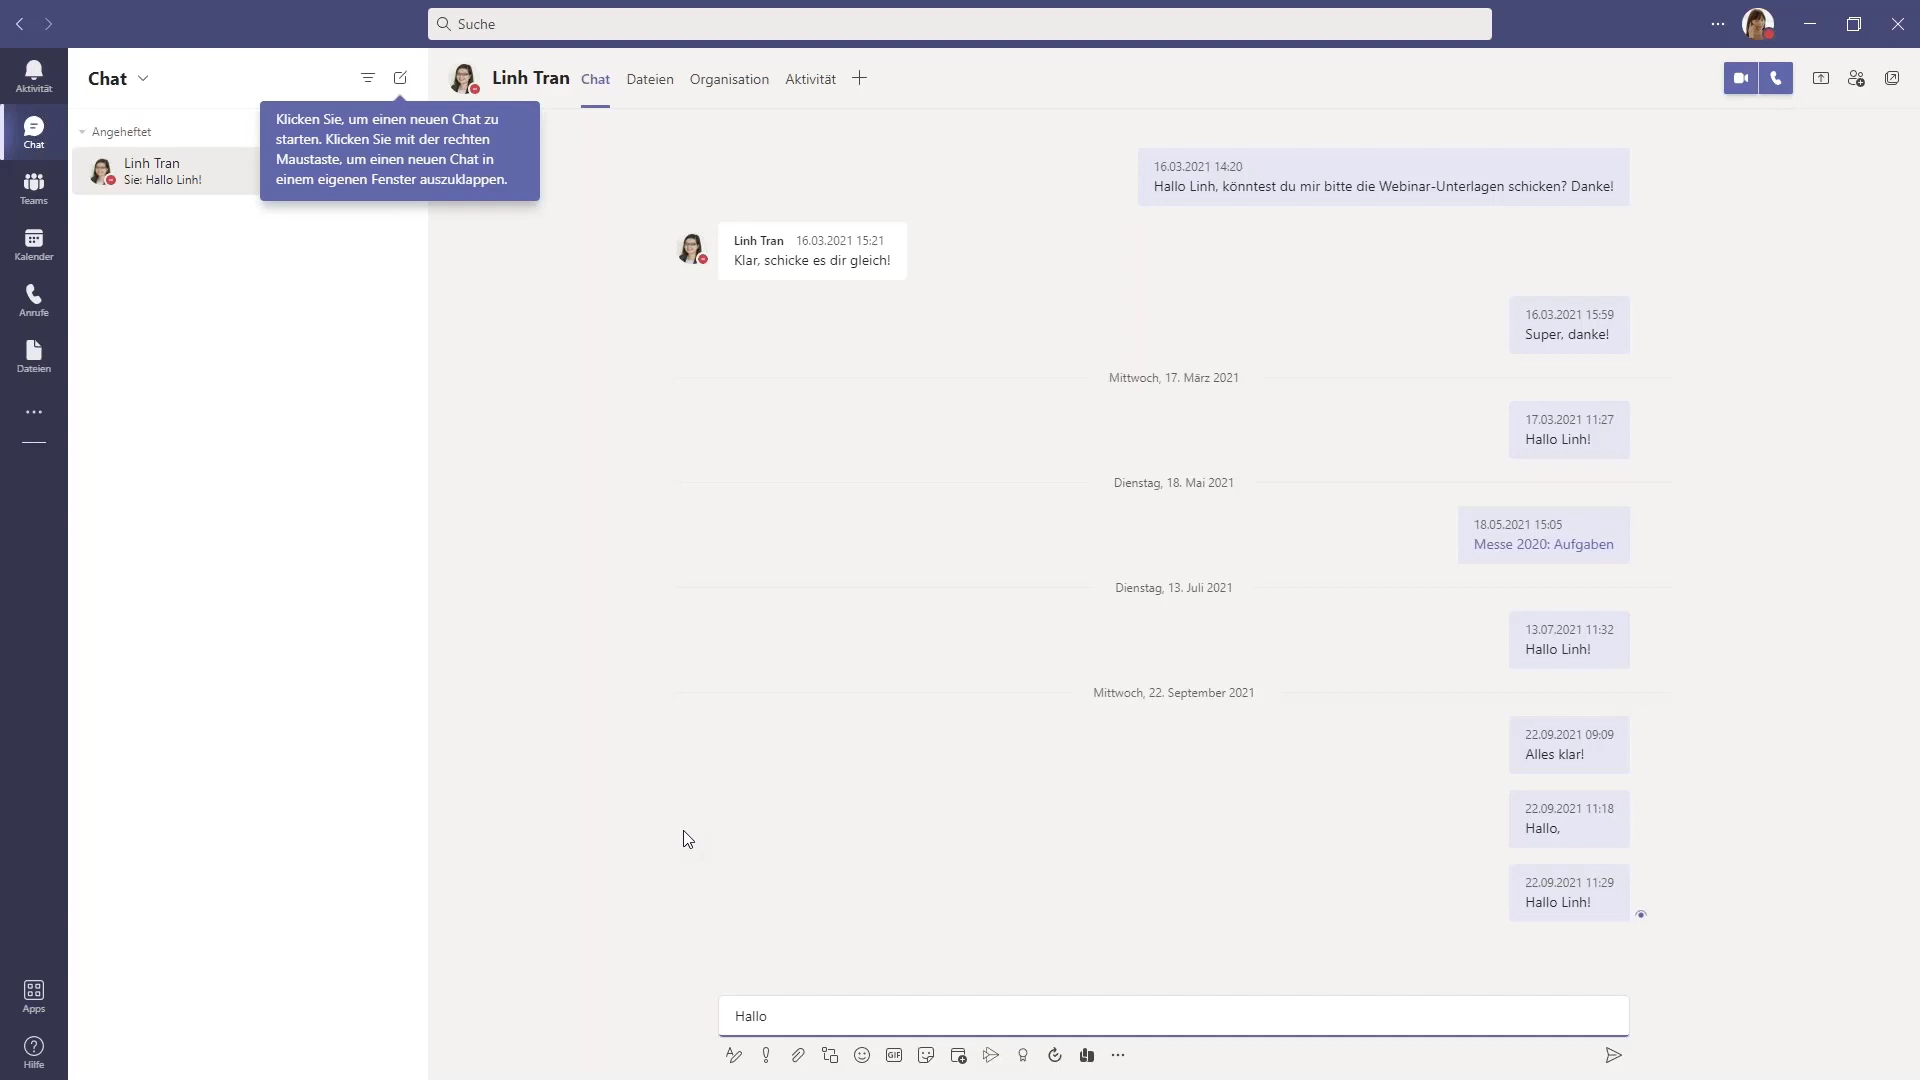 Suche
Aktivität
Chat
Teams
Kalender
Anrufe
Dateien
Apps
Hilfe
Chat
Klicken Sie, um einen neuen Chat zu
starten. Klicken Sie mit der rechten
Maustaste, um einen neuen Chat in
einem eigenen Fenster auszuklappen.
Angeheftet
Linh Tran
Sie: Hallo Linh!
Linh Tran Chat Dateien Organisation Aktivität
16.03.2021 14:20
Hallo Linh, könntest du mir bitte die Webinar-Unterlagen schicken? Danke!
Linh Tran 16.03.2021 15:21
Klar, schicke es dir gleich!
16.03.2021 15:59
Super, danke!
Mittwoch, 17. März 2021
17.03.2021 11:27
Hallo Linh!
Dienstag, 18. Mai 2021
18.05.2021 15:05
Messe 2020: Aufgaben
Dienstag, 13. Juli 2021
13.07.2021 11:32
Hallo Linh!
Mittwoch, 22. September 2021
22.09.2021 09:09
Alles klar!
22.09.2021 11:18
Hallo,
22.09.2021 11:29
Hallo Linh!
Hallo
GIF